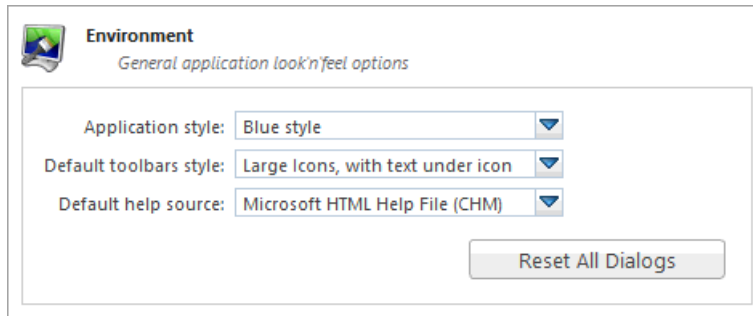 Environment
General application look'n'feel options
Application style: Blue style
Default toolbars style: Large Icons, with text under icon
Default help source: Microsoft HTML Help File (CHM)
Reset All Dialogs